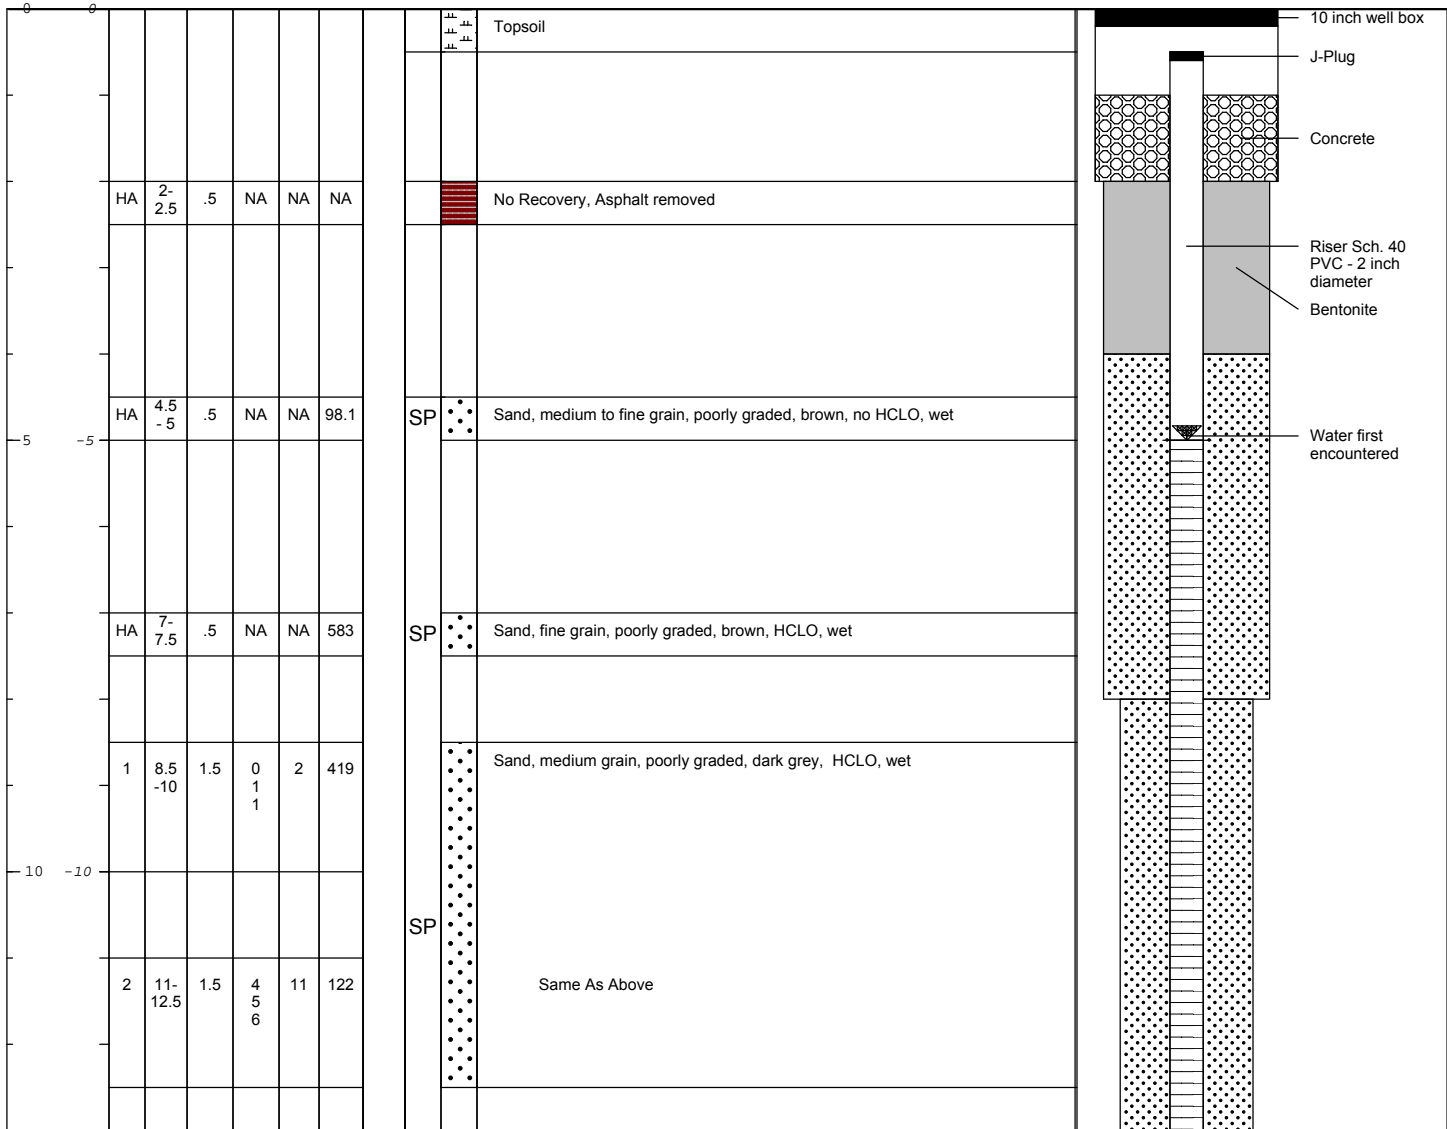 0 0
Topsoil
10 inch well box
J-Plug
Concrete
HA 2-
2.5 .5 NA NA NA
No Recovery, Asphalt removed
Riser Sch. 40
PVC - 2 inch
diameter
Bentonite
HA 4.5
- 5 .5 NA NA 98.1
SP
Sand, medium to fine grain, poorly graded, brown, no HCLO, wet
5 -5
Water first
encountered
HA 7-
7.5 .5 NA NA 583
SP
Sand, fine grain, poorly graded, brown, HCLO, wet
Sand, medium grain, poorly graded, dark grey, HCLO, wet
1 8.5 1.5 0 2 419
-10 1
1
10 -10
SP
2 11- 1.5 4 11 122
12.5 5
6
Same As Above